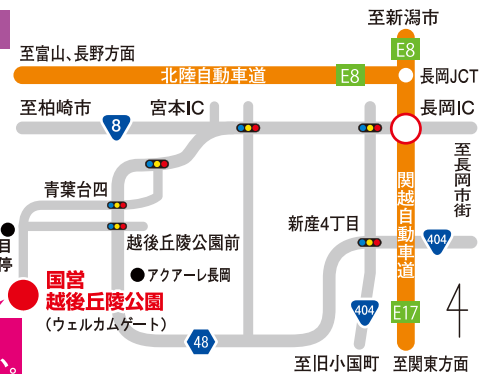 至新潟市
E8
至富山、長野方面
北陸自動車道
E8
長岡JCT
至柏崎市
宮本IC
長岡IC
8
至長岡市街
関越自動車道
青葉台四
新産4丁目
404
越後丘陵公園前
目
停
アクアーレ長岡
国営
越後丘陵公園
(ウェルカムゲート)
404
E17
48
い。
至旧小国町
至関東方面